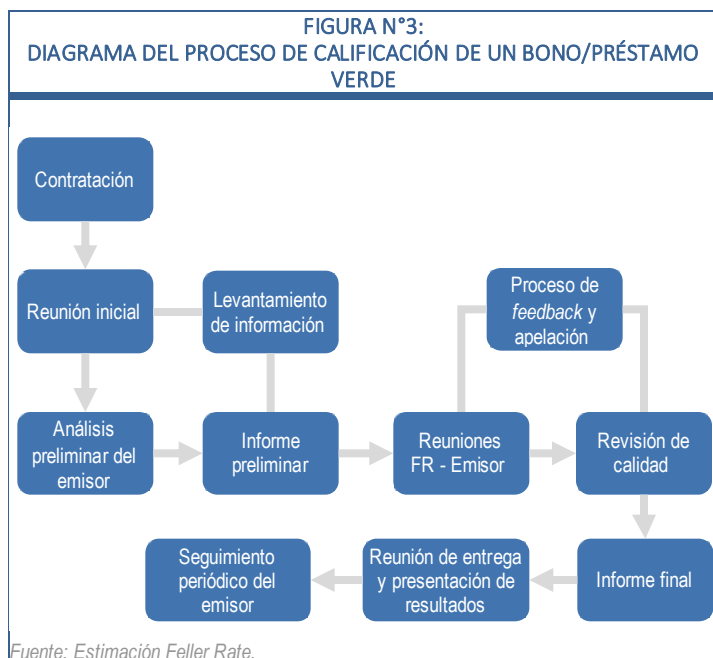 FIGURA N°3:
DIAGRAMA DEL PROCESO DE CALIFICACIÓN DE UN BONO/PRÉSTAMO
VERDE
Contratación
Reunión inicial
Levantamiento
de información
Proceso de
feedback y
apelación
Análisis
preliminar del
emisor
Informe
preliminar
Reuniones
FR - Emisor
Revisión de
calidad
Seguimiento
periódico del
emisor
Reunión de entrega
y presentación de
resultados
Informe final
Fuente: Estimación Feller Rate.